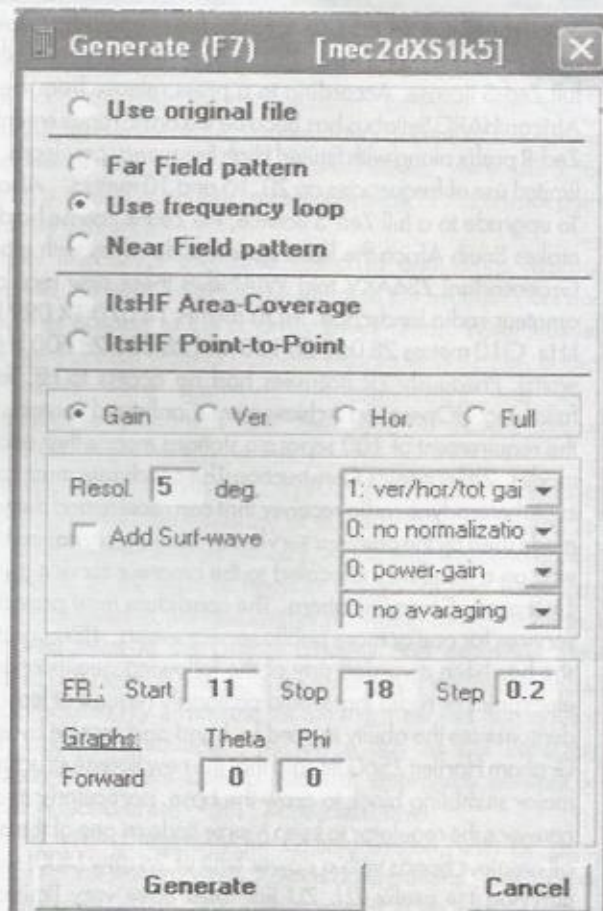 Generate (F7) [nec2dXS1k5]
Use original file
Far Field pattern
Use frequency loop
Near Field pattern
ItsHF Area-Coverage
ItsHF Point-to-Point
Gain Ver. Hor. Full
Resol. 5 deg. 1: ver/hor/tot gai
Add Surf-wave 0: no normalizatio
0: power-gain
0: no avaraging
FR : Start 11 Stop 18 Step 0.2
Graphs: Theta Phi
Forward 0 0
Generate Cancel